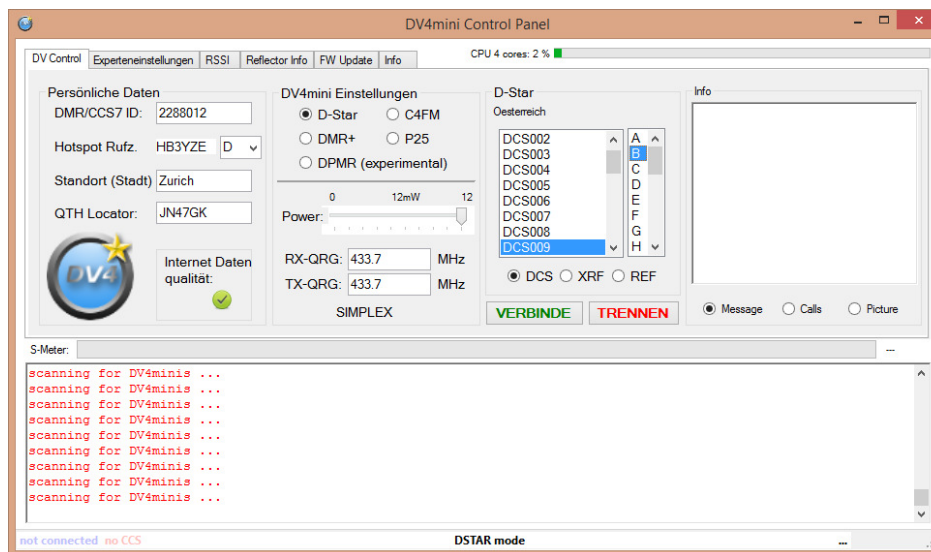 DV4mini Control Panel
DV Control Experteneinstellungen RSSI Reflector Info FW Update Info
CPU 4 cores: 2 %
Persönliche Daten
DMR/CCS7 ID: 2288012
Hotspot Rufz. HB3YZE D
Standort (Stadt) Zurich
QTH Locator: JN47GK
DV4
Internet Daten
qualität:
DV4mini Einstellungen
D-Star C4FM
DMR+ P25
DPMR (experimental)
0 12mW 12
Power:
RX-QRG: 433.7 MHz
TX-QRG: 433.7 MHz
SIMPLEX
D-Star
Oesterreich
DCS002 A
DCS003 B
DCS004 C
DCS005 D
DCS006 E
DCS007 F
DCS008 G
DCS009 H
DCS XRF REF
VERBINDE TRENNEN
Info
Message Calls Picture
S-Meter: ---
scanning for DV4minis ...
scanning for DV4minis ...
scanning for DV4minis ...
scanning for DV4minis ...
scanning for DV4minis ...
scanning for DV4minis ...
scanning for DV4minis ...
scanning for DV4minis ...
scanning for DV4minis ...
not connected no CCS DSTAR mode ...